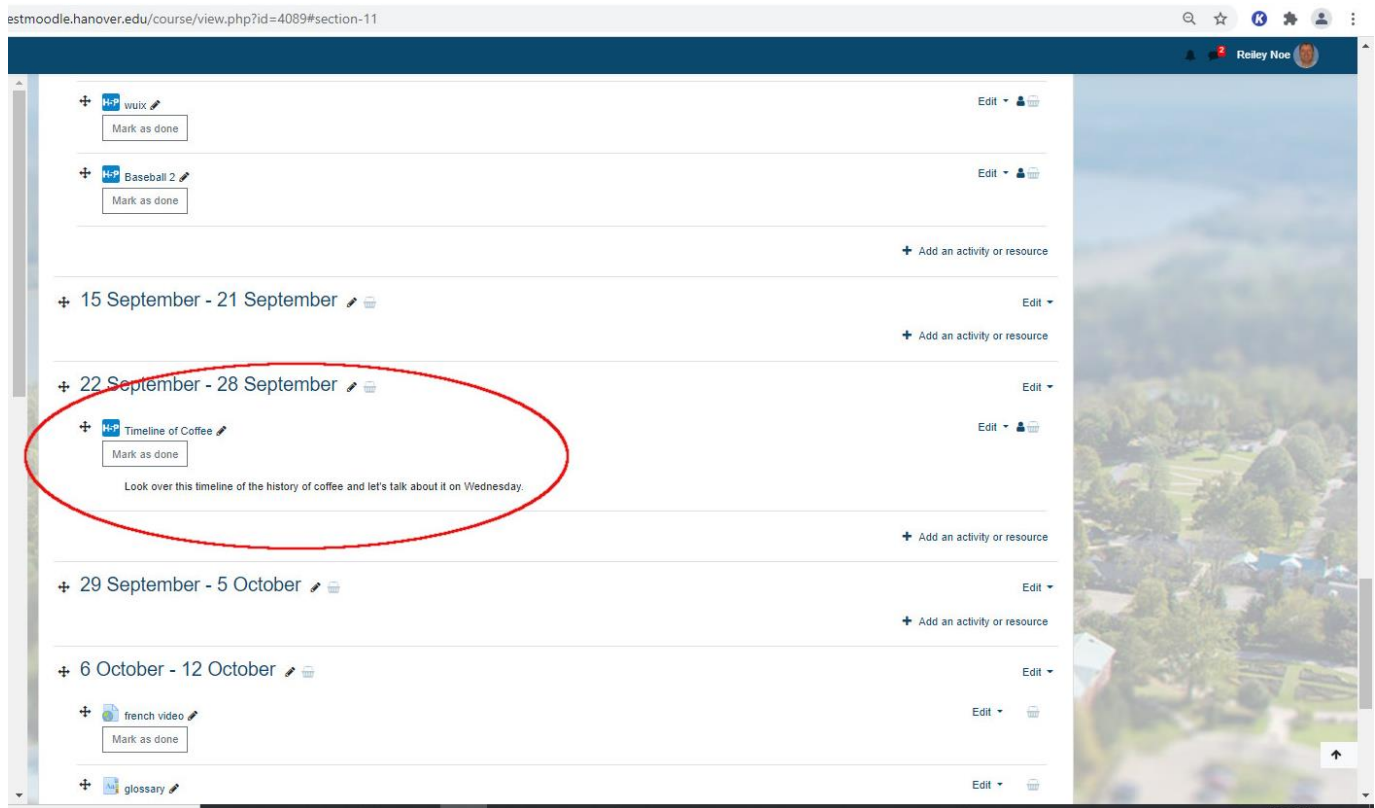 estmoodle.hanover.edu/course/view.php?id=4089#section-11
2 Reiley Noe
H-P wuix Edit
Mark as done
H-P Baseball 2 Edit
Mark as done
+ Add an activity or resource
15 September - 21 September Edit
+ Add an activity or resource
22 September - 28 September Edit
H-P Timeline of Coffee Edit
Mark as done
Look over this timeline of the history of coffee and let's talk about it on Wednesday.
+ Add an activity or resource
29 September - 5 October Edit
+ Add an activity or resource
6 October - 12 October Edit
french video Edit
Mark as done
glossary Edit